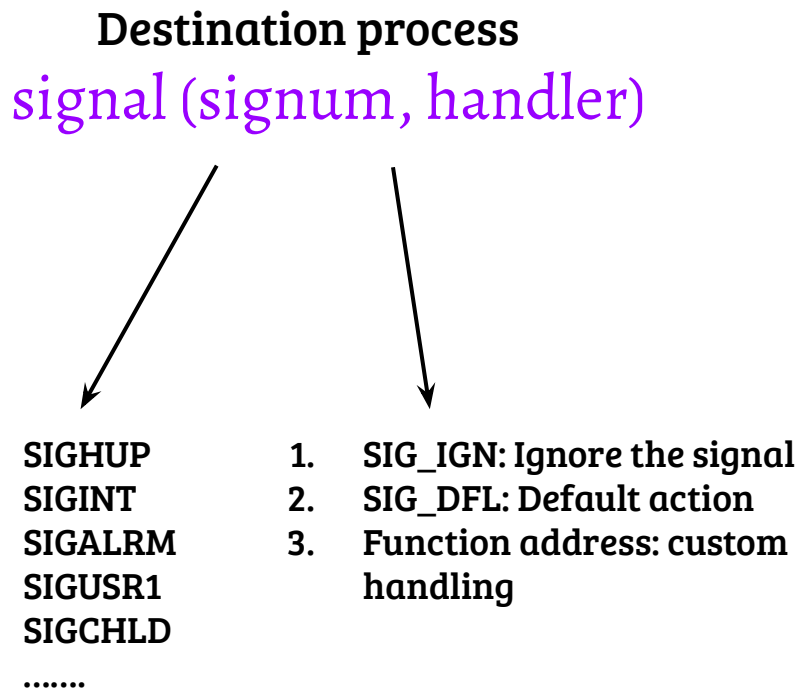 Destination process
signal (signum, handler)
SIGHUP
SIGINT
SIGALRM
SIGUSR1
SIGCHLD
…….
1. SIG_IGN: Ignore the signal
2. SIG_DFL: Default action
3. Function address: custom
handling